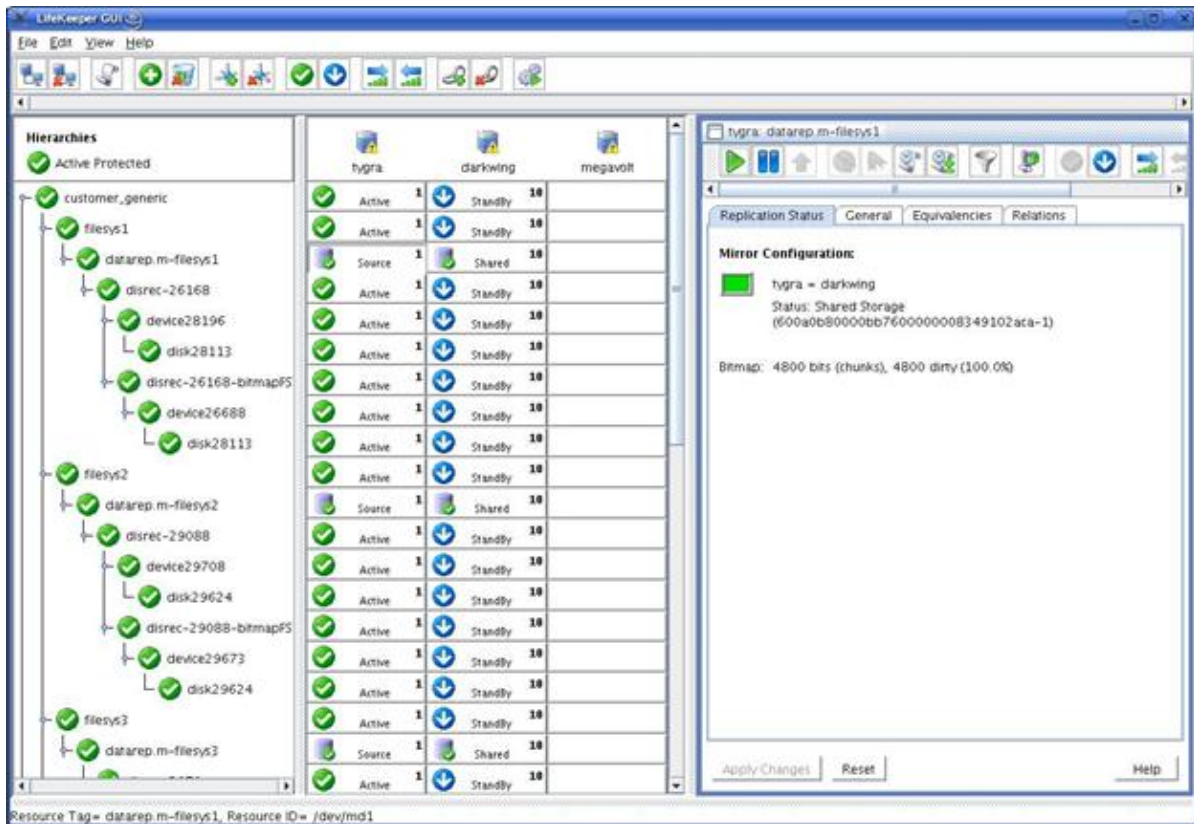 LifeKeeper GUI
File Edit View Help
Hierarchies
Active Protected
tygra darkwing megavolt
customer_generic Active 1 StandBy 10
filesys1 Active 1 StandBy 10
datarep.m-filesys1 Source 1 Shared 10
disrec-26168 Active 1 StandBy 10
device28196 Active 1 StandBy 10
disk28113 Active 1 StandBy 10
disrec-26168-bitmapFS Active 1 StandBy 10
device26688 Active 1 StandBy 10
disk28113 Active 1 StandBy 10
filesys2 Active 1 StandBy 10
datarep.m-filesys2 Source 1 Shared 10
disrec-29088 Active 1 StandBy 10
device29708 Active 1 StandBy 10
disk29624 Active 1 StandBy 10
disrec-29088-bitmapFS Active 1 StandBy 10
device29673 Active 1 StandBy 10
disk29624 Active 1 StandBy 10
filesys3 Active 1 StandBy 10
datarep.m-filesys3 Source 1 Shared 10
Active 1 StandBy 10
tygra: datarep.m-filesys1
Replication Status General Equivalencies Relations
Mirror Configuration:
tygra = darkwing
Status: Shared Storage
(600a0b80000bb7600000008349102aca-1)
Bitmap: 4800 bits (chunks), 4800 dirty (100.0%)
Apply Changes Reset Help
Resource Tag= datarep.m-filesys1, Resource ID= /dev/md1